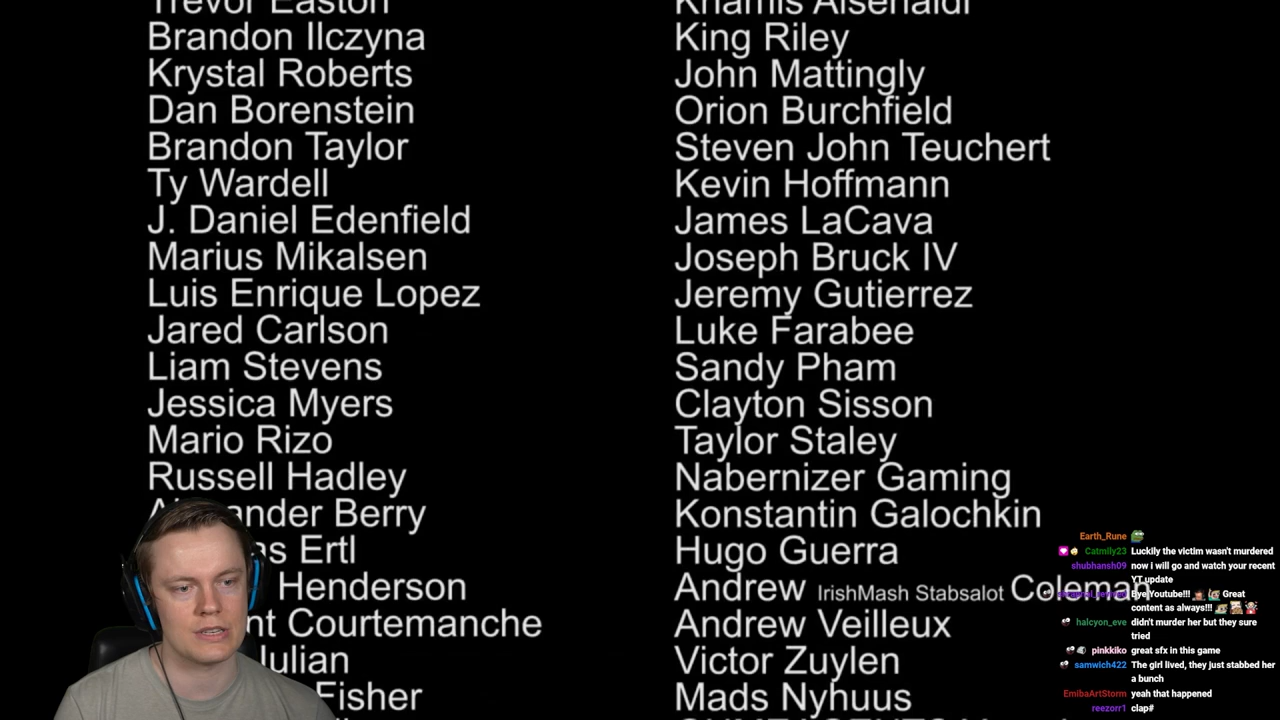 Trevor Easton
Brandon Ilczyna
Krystal Roberts
Dan Borenstein
Brandon Taylor
Ty Wardell
J. Daniel Edenfield
Marius Mikalsen
Luis Enrique Lopez
Jared Carlson
Liam Stevens
Jessica Myers
Mario Rizo
Russell Hadley
Berry
Ertl
Henderson
Courtemanche
Fisher
Khamis
King Riley
John Mattingly
Orion Burchfield
Steven John Teuchert
Kevin Hoffmann
James LaCava
Joseph Bruck IV
Jeremy Gutierrez
Luke Farabee
Sandy Pham
Clayton Sisson
Taylor Staley
Nabernizer Gaming
Konstantin Galochkin
Hugo Guerra
Andrew IrishMash Stabsalot Coleman
Andrew Veilleux
Victor Zuylen
Mads Nyhuus
Earth_Rune
Catmily23 Luckily the victim wasn't murdered
shubhansh09 now i will go and watch your recent
YT update
Bye Youtube!!! Great
content as always!!!
halcyon_eve didn't murder her but they sure
tried
pinkkiko great sfx in this game
samwich422 The girl lived, they just stabbed her
a bunch
EmibaArtStorm yeah that happened
reezorr1 clap#